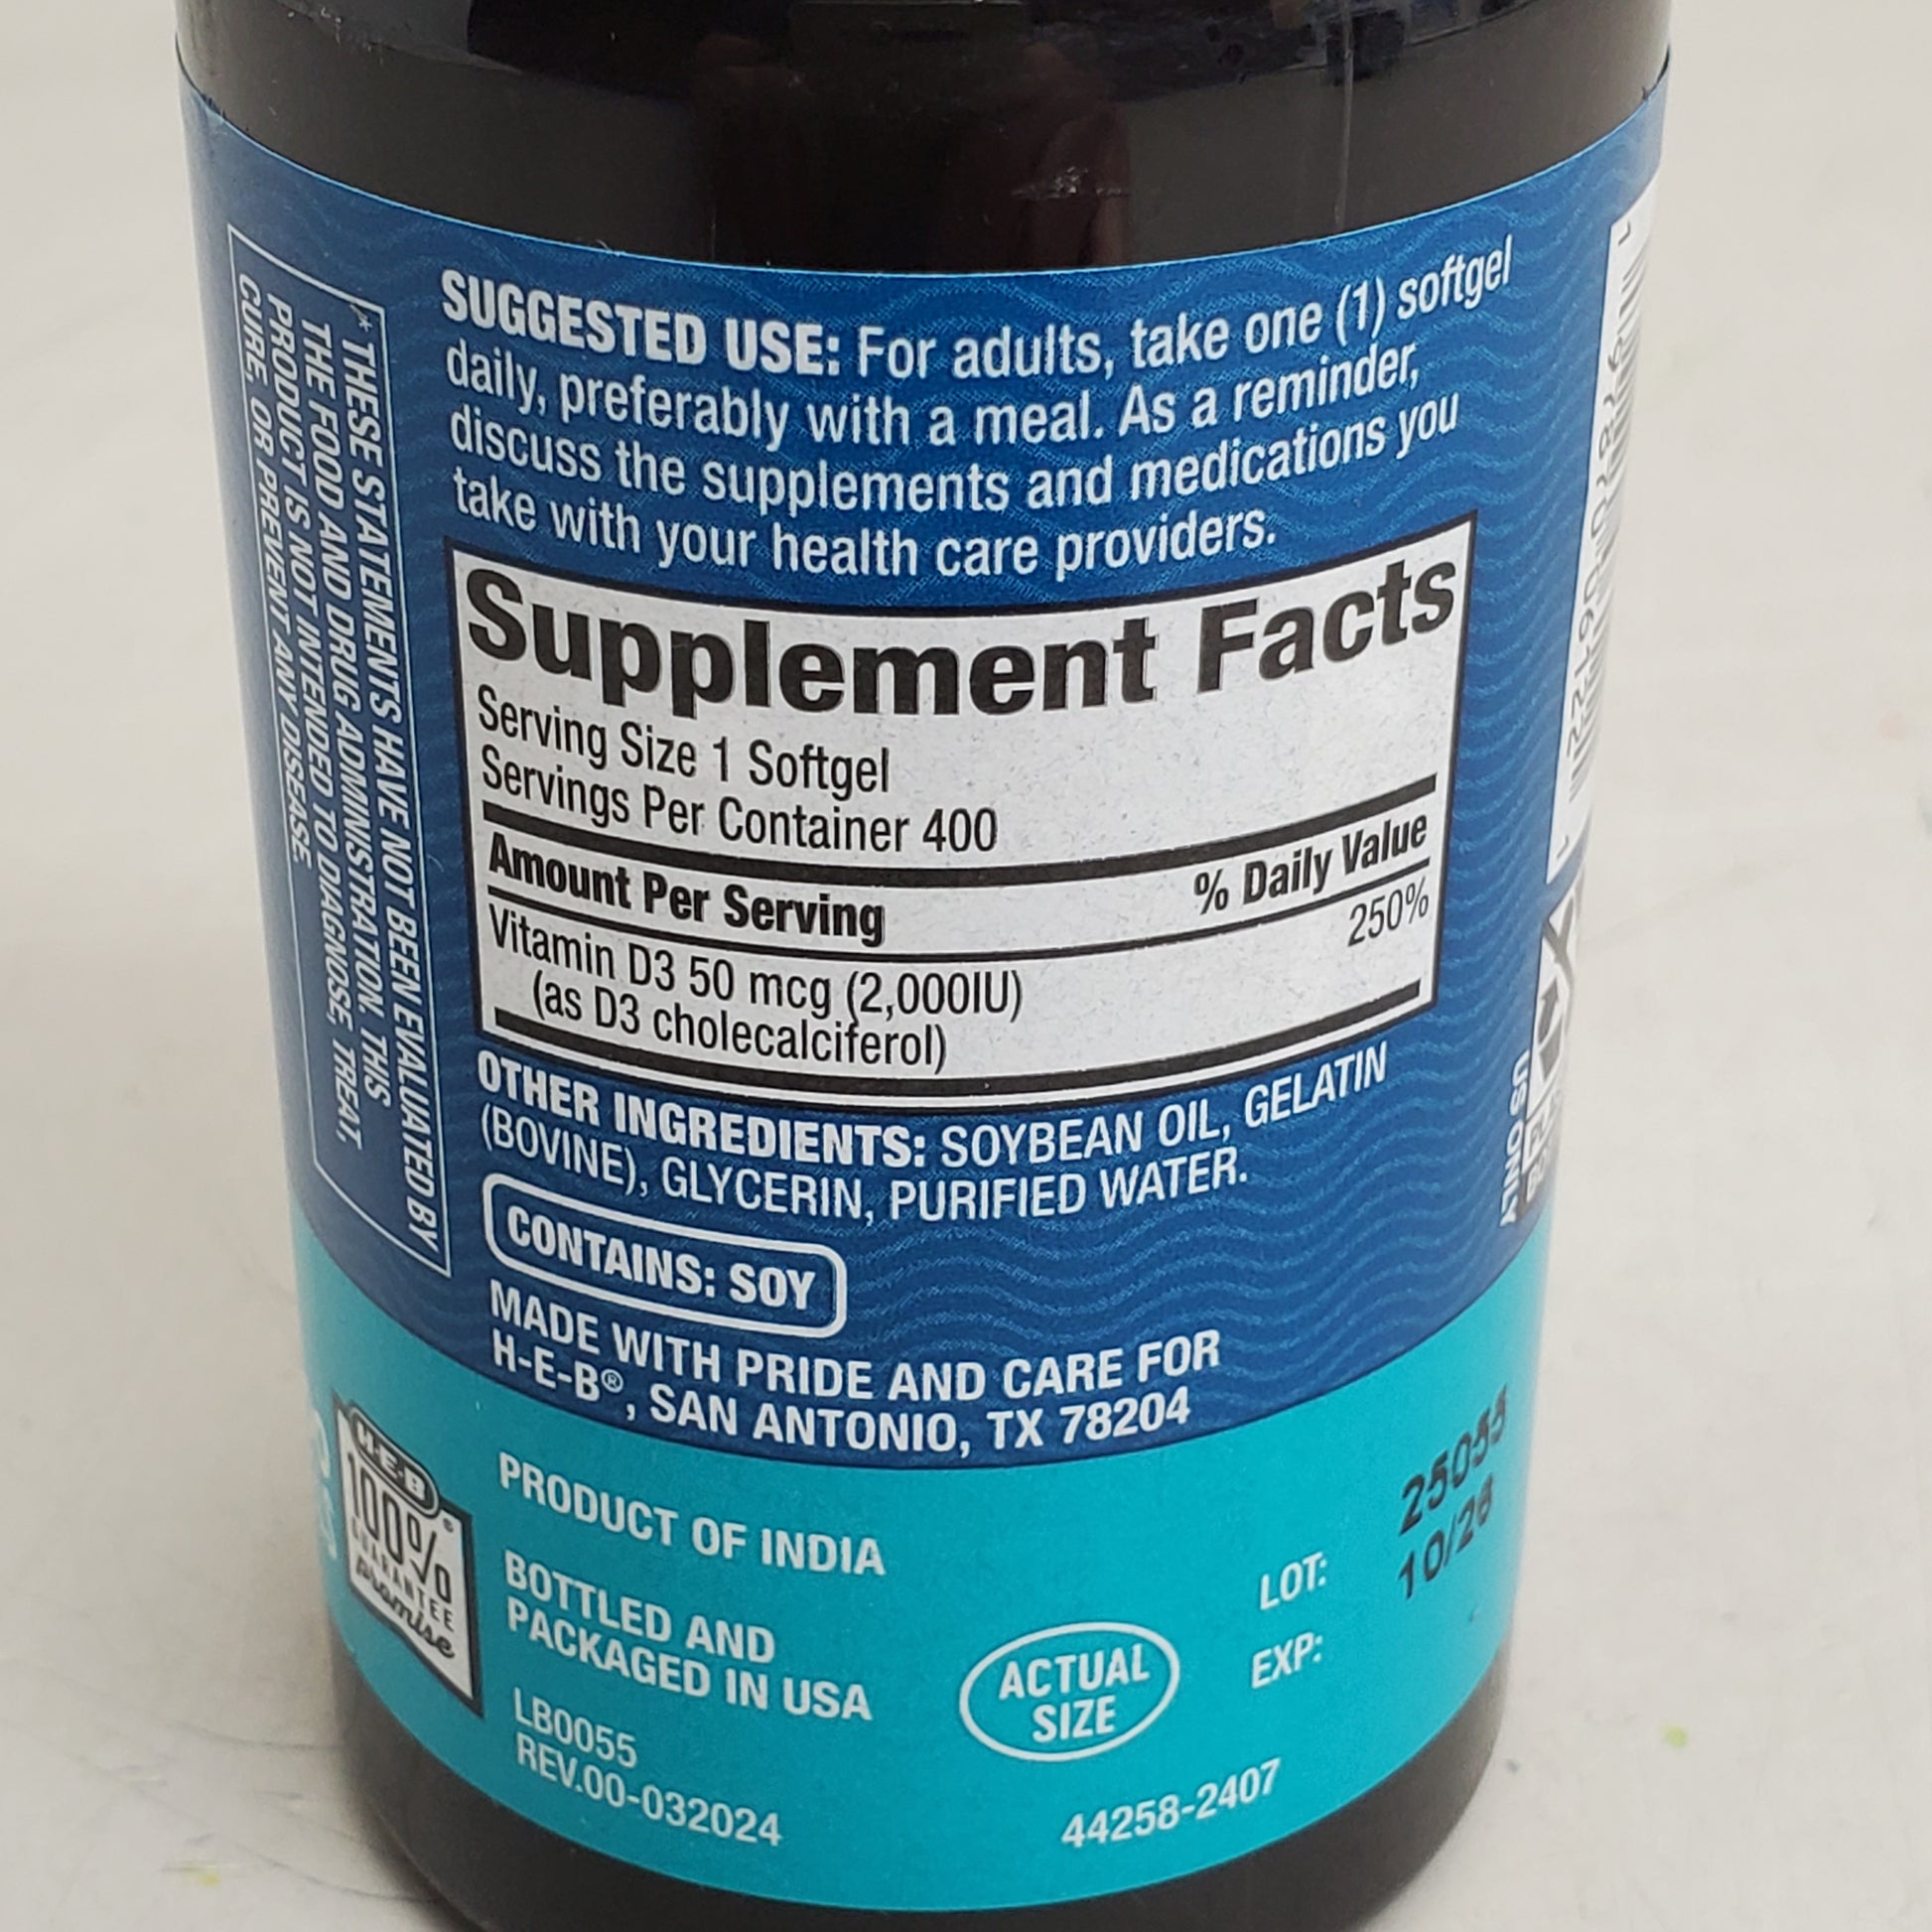 SUGGESTED USE: For adults, take one (1) softgel
daily, preferably with a meal. As a reminder,
discuss the supplements and medications you
take with your health care providers.
Supplement Facts
Serving Size 1 Softgel
Servings Per Container 400
Amount Per Serving % Daily Value
Vitamin D3 50 mcg (2,000IU) 250%
(as D3 cholecalciferol)
OTHER INGREDIENTS: SOYBEAN OIL, GELATIN
(BOVINE), GLYCERIN, PURIFIED WATER.
CONTAINS: SOY
MADE WITH PRIDE AND CARE FOR
H-E-B®, SAN ANTONIO, TX 78204
PRODUCT OF INDIA
BOTTLED AND
PACKAGED IN USA
LB0055
REV.00-032024
ACTUAL
SIZE
LOT: 25053
EXP: 10/26
44258-2407
* THESE STATEMENTS HAVE NOT BEEN EVALUATED BY
THE FOOD AND DRUG ADMINISTRATION. THIS
PRODUCT IS NOT INTENDED TO DIAGNOSE, TREAT,
CURE, OR PREVENT ANY DISEASE.
H-E-B
100%
GUARANTEE
promise
US ONLY